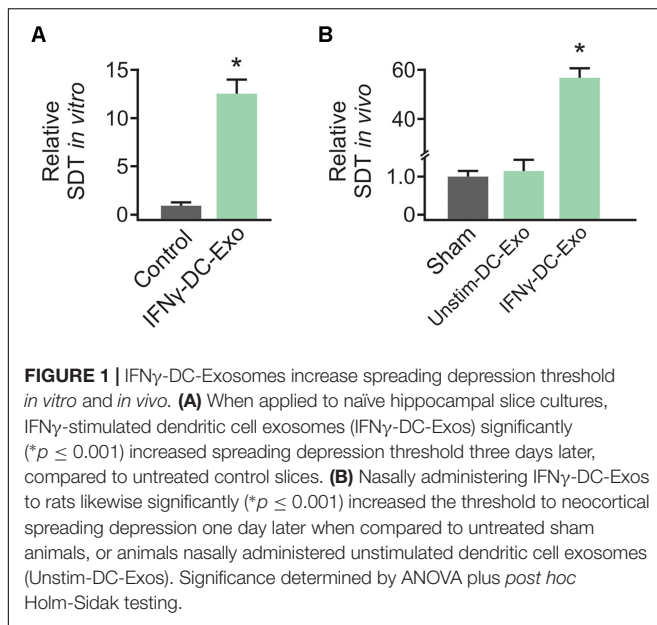 A
B
Relative
SDT in vitro
15
10
5
0
*
Control
IFNγ-DC-Exo
Relative
SDT in vivo
60
40
1.0
0
*
Sham
Unstim-DC-Exo
IFNγ-DC-Exo
FIGURE 1 | IFNγ-DC-Exosomes increase spreading depression threshold
in vitro and in vivo. (A) When applied to naïve hippocampal slice cultures,
IFNγ-stimulated dendritic cell exosomes (IFNγ-DC-Exos) significantly
(*p ≤ 0.001) increased spreading depression threshold three days later,
compared to untreated control slices. (B) Nasally administering IFNγ-DC-Exos
to rats likewise significantly (*p ≤ 0.001) increased the threshold to neocortical
spreading depression one day later when compared to untreated sham
animals, or animals nasally administered unstimulated dendritic cell exosomes
(Unstim-DC-Exos). Significance determined by ANOVA plus post hoc
Holm-Sidak testing.